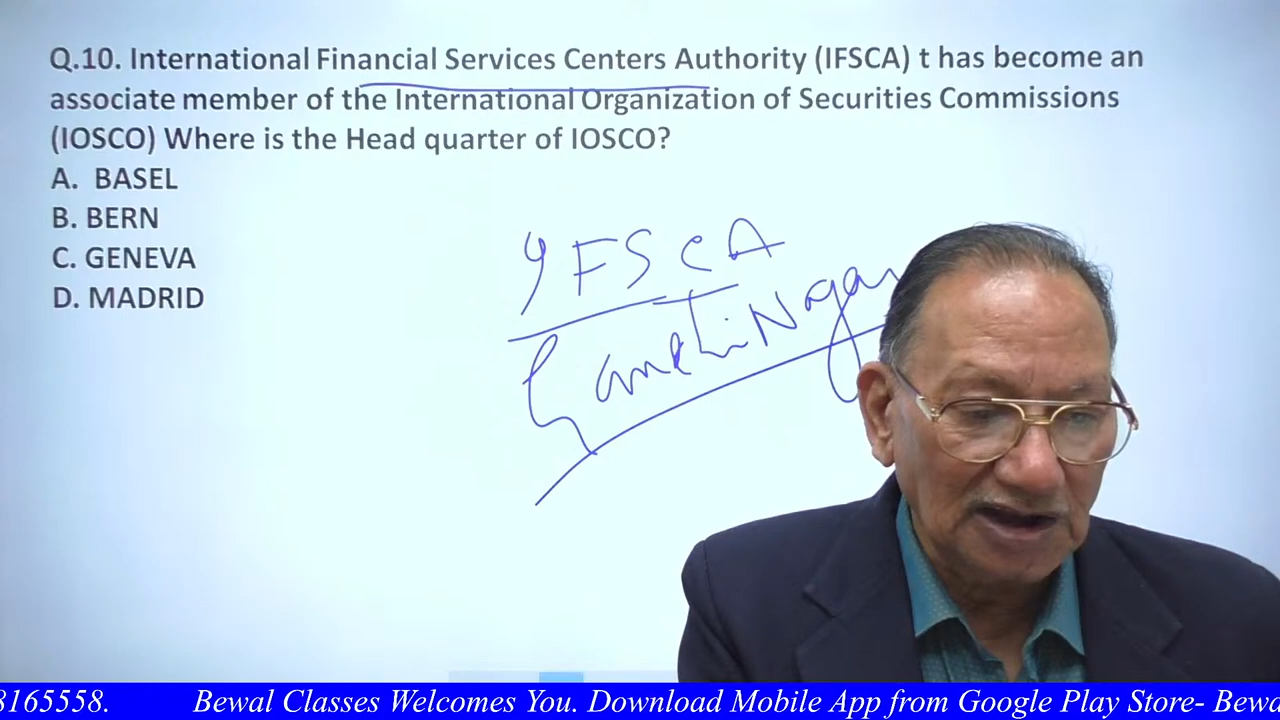 Q.10. International Financial Services Centers Authority (IFSCA) t has become an
associate member of the International Organization of Securities Commissions
(IOSCO) Where is the Head quarter of IOSCO?
A. BASEL
B. BERN
C. GENEVA
D. MADRID
IFSCA
GandhiNagar
8165558. Bewal Classes Welcomes You. Download Mobile App from Google Play Store- Bewa